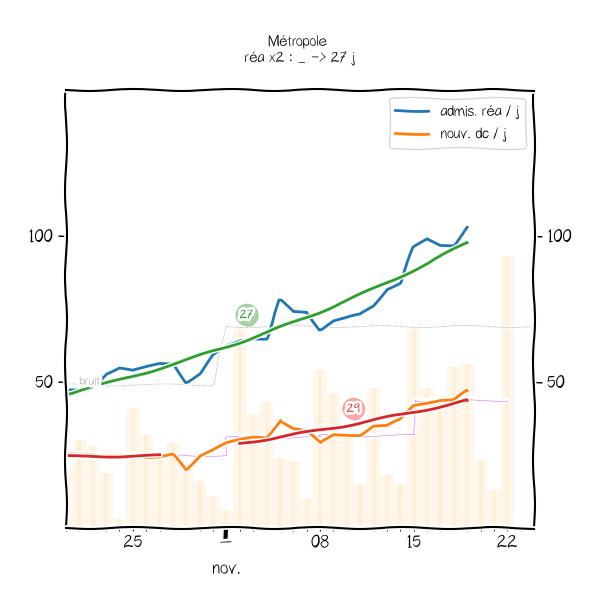 Métropole
réa x2 : _ -> 27 j
admis. réa / j
nouv. dc / j
100
100
27
bruit
50
50
29
25
08
15
22
nov.